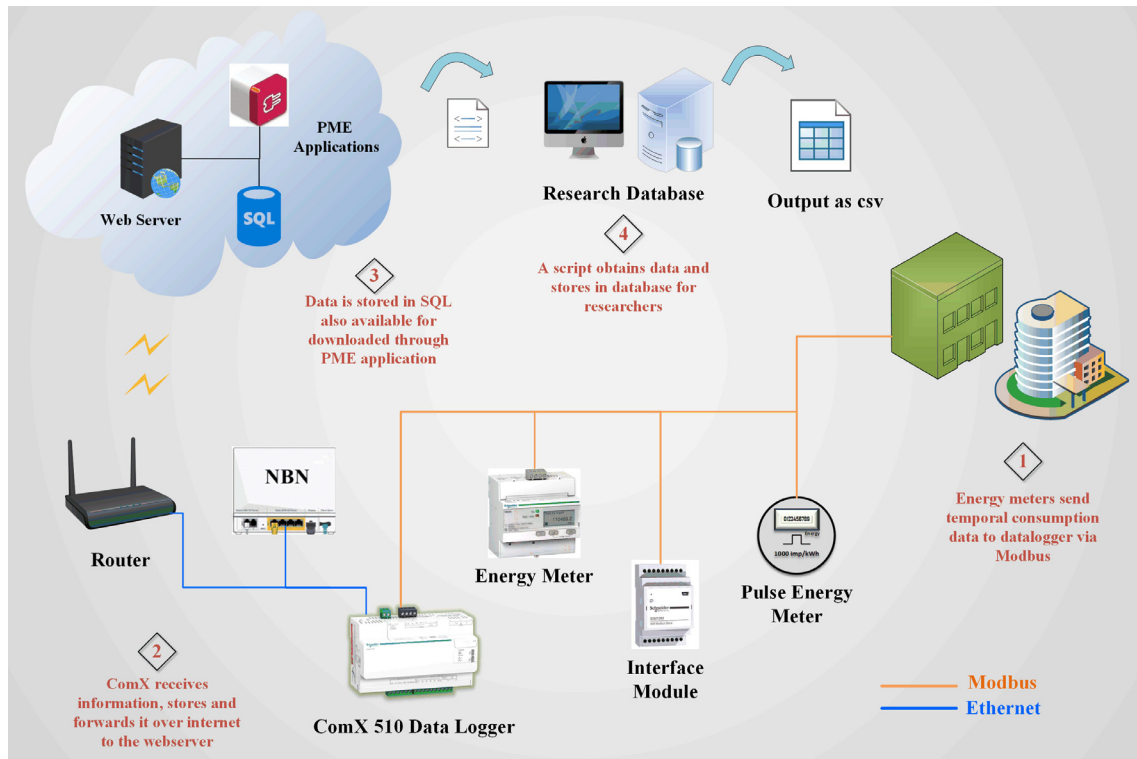 PME
Applications
Web Server
SQL
Research Database
Output as csv
3
Data is stored in SQL
also available for
downloaded through
PME application
4
A script obtains data and
stores in database for
researchers
1
Energy meters send
temporal consumption
data to datalogger via
Modbus
Router
NBN
Energy Meter
Schneider
Interface
Module
0123456789
Energy
1000 imp/kWh
Pulse Energy
Meter
2
ComX receives
information, stores and
forwards it over internet
to the webserver
ComX 510 Data Logger
Modbus
Ethernet